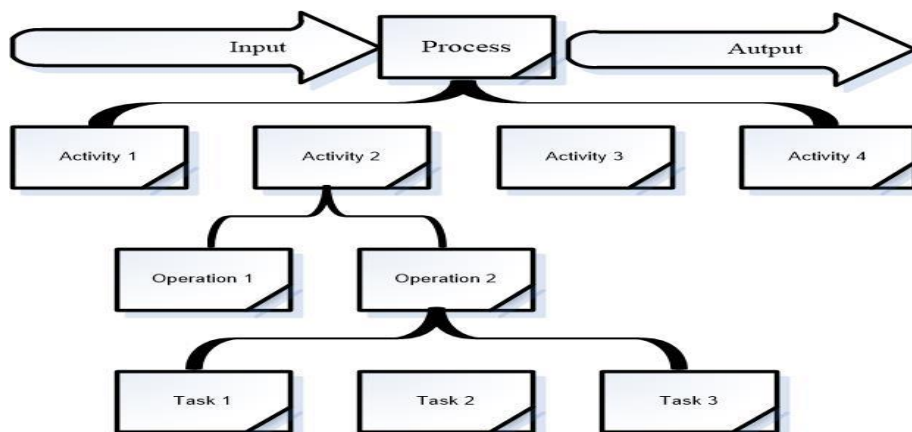 Input
Process
Autput
Activity 1
Activity 2
Activity 3
Activity 4
Operation 1
Operation 2
Task 1
Task 2
Task 3